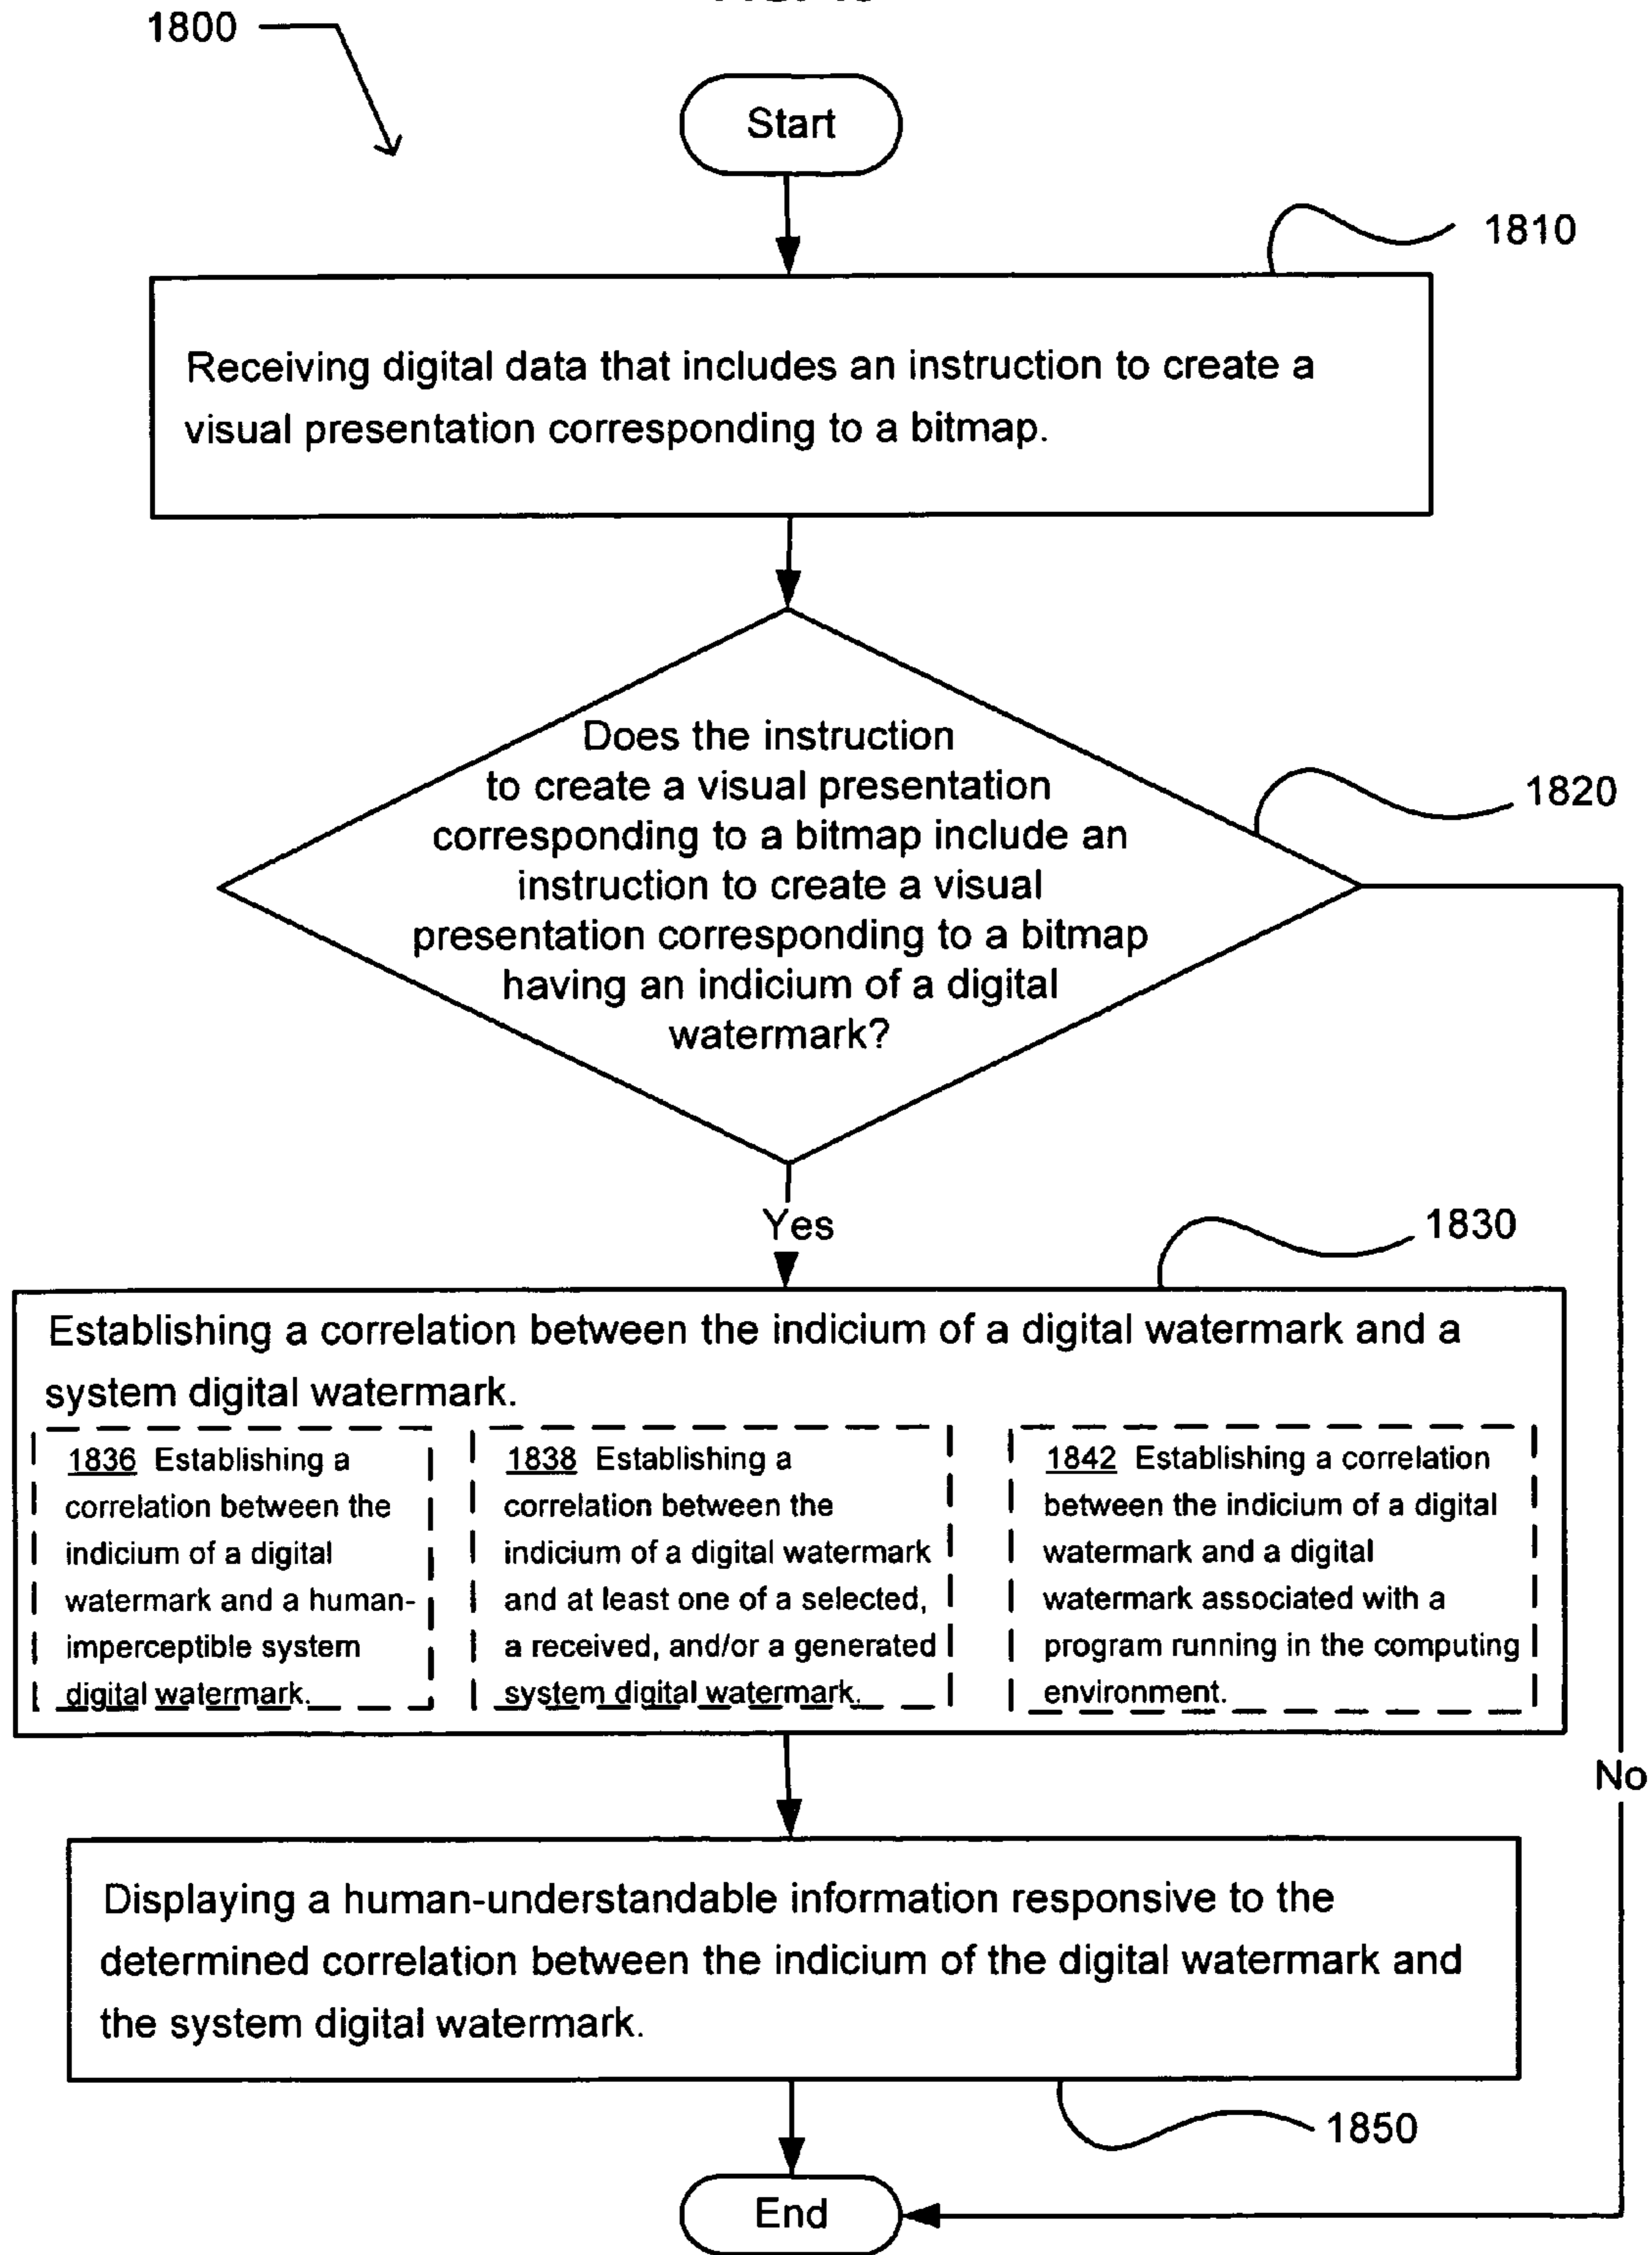 1800
Start
1810
Receiving digital data that includes an instruction to create a
visual presentation corresponding to a bitmap.
Does the instruction
to create a visual presentation
corresponding to a bitmap include an
instruction to create a visual
presentation corresponding to a bitmap
having an indicium of a digital
watermark?
1820
Yes
1830
Establishing a correlation between the indicium of a digital watermark and a
system digital watermark.
1836 Establishing a
correlation between the
indicium of a digital
watermark and a human-
imperceptible system
digital watermark.
1838 Establishing a
correlation between the
indicium of a digital watermark
and at least one of a selected,
a received, and/or a generated
system digital watermark.
1842 Establishing a correlation
between the indicium of a digital
watermark and a digital
watermark associated with a
program running in the computing
environment.
No
Displaying a human-understandable information responsive to the
determined correlation between the indicium of the digital watermark and
the system digital watermark.
1850
End